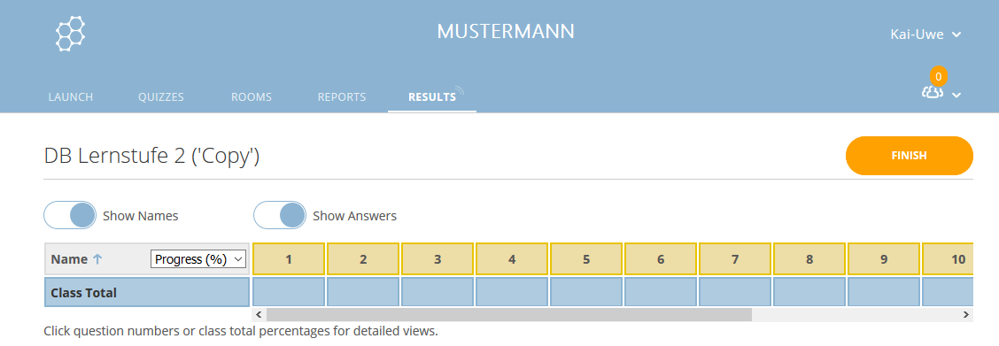 MUSTERMANN
Kai-Uwe
0
LAUNCH QUIZZES ROOMS REPORTS RESULTS
DB Lernstufe 2 ('Copy')
FINISH
Show Names Show Answers
Name Progress (%) 1 2 3 4 5 6 7 8 9 10
Class Total
Click question numbers or class total percentages for detailed views.